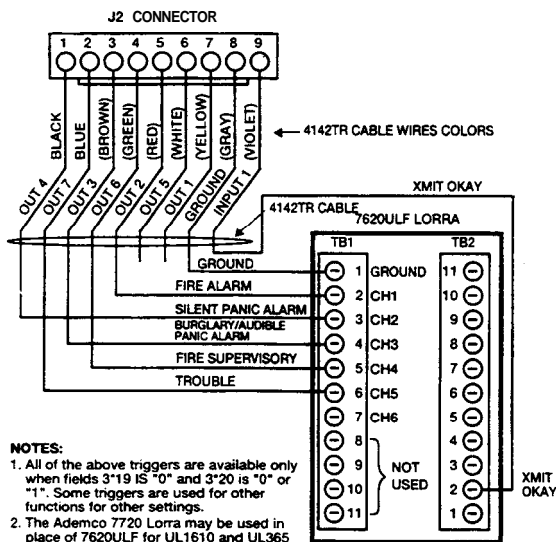 J2 CONNECTOR
1 2 3 4 5 6 7 8 9
BLACK
BLUE
(BROWN)
(GREEN)
(RED)
(WHITE)
(YELLOW)
(GRAY)
(VIOLET)
4142TR CABLE WIRES COLORS
OUT 4
OUT 7
OUT 3
OUT 6
OUT 2
OUT 5
OUT 1
GROUND
INPUT 1
XMIT OKAY
4142TR CABLE
7620ULF LORRA
TB1
TB2
GROUND
FIRE ALARM
SILENT PANIC ALARM
BURGLARY/AUDIBLE
PANIC ALARM
FIRE SUPERVISORY
TROUBLE
1 GROUND
2 CH1
3 CH2
4 CH3
5 CH4
6 CH5
7 CH6
8
9
10
11
NOT
USED
11
10
9
8
7
6
5
4
3
2
1
XMIT
OKAY
NOTES:
1. All of the above triggers are available only
when fields 3*19 IS "0" and 3*20 is "0" or
"1". Some triggers are used for other
functions for other settings.
2. The Ademco 7720 Lorra may be used in
place of 7620ULF for UL1610 and UL365